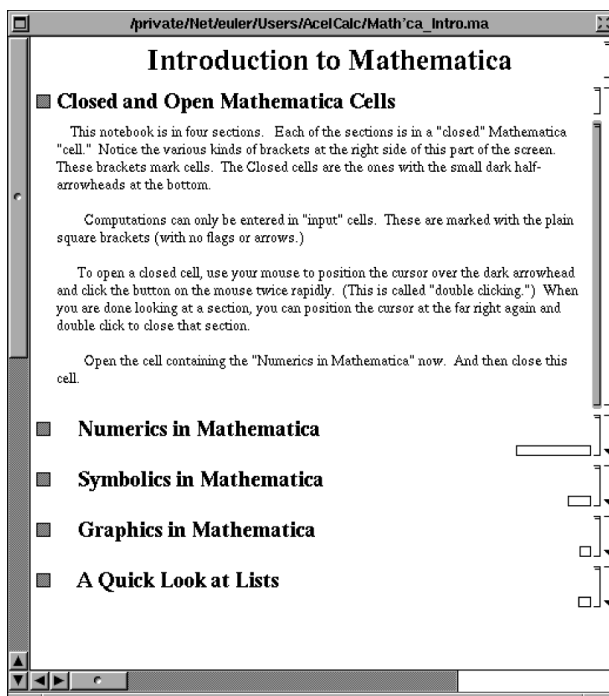 /private/Net/euler/Users/AcelCalc/Math'ca_Intro.ma
Introduction to Mathematica
Closed and Open Mathematica Cells
This notebook is in four sections. Each of the sections is in a "closed" Mathematica
"cell." Notice the various kinds of brackets at the right side of this part of the screen.
These brackets mark cells. The Closed cells are the ones with the small dark half-
arrowheads at the bottom.
Computations can only be entered in "input" cells. These are marked with the plain
square brackets (with no flags or arrows.)
To open a closed cell, use your mouse to position the cursor over the dark arrowhead
and click the button on the mouse twice rapidly. (This is called "double clicking.") When
you are done looking at a section, you can position the cursor at the far right again and
double click to close that section.
Open the cell containing the "Numerics in Mathematica" now. And then close this
cell.
Numerics in Mathematica
Symbolics in Mathematica
Graphics in Mathematica
A Quick Look at Lists